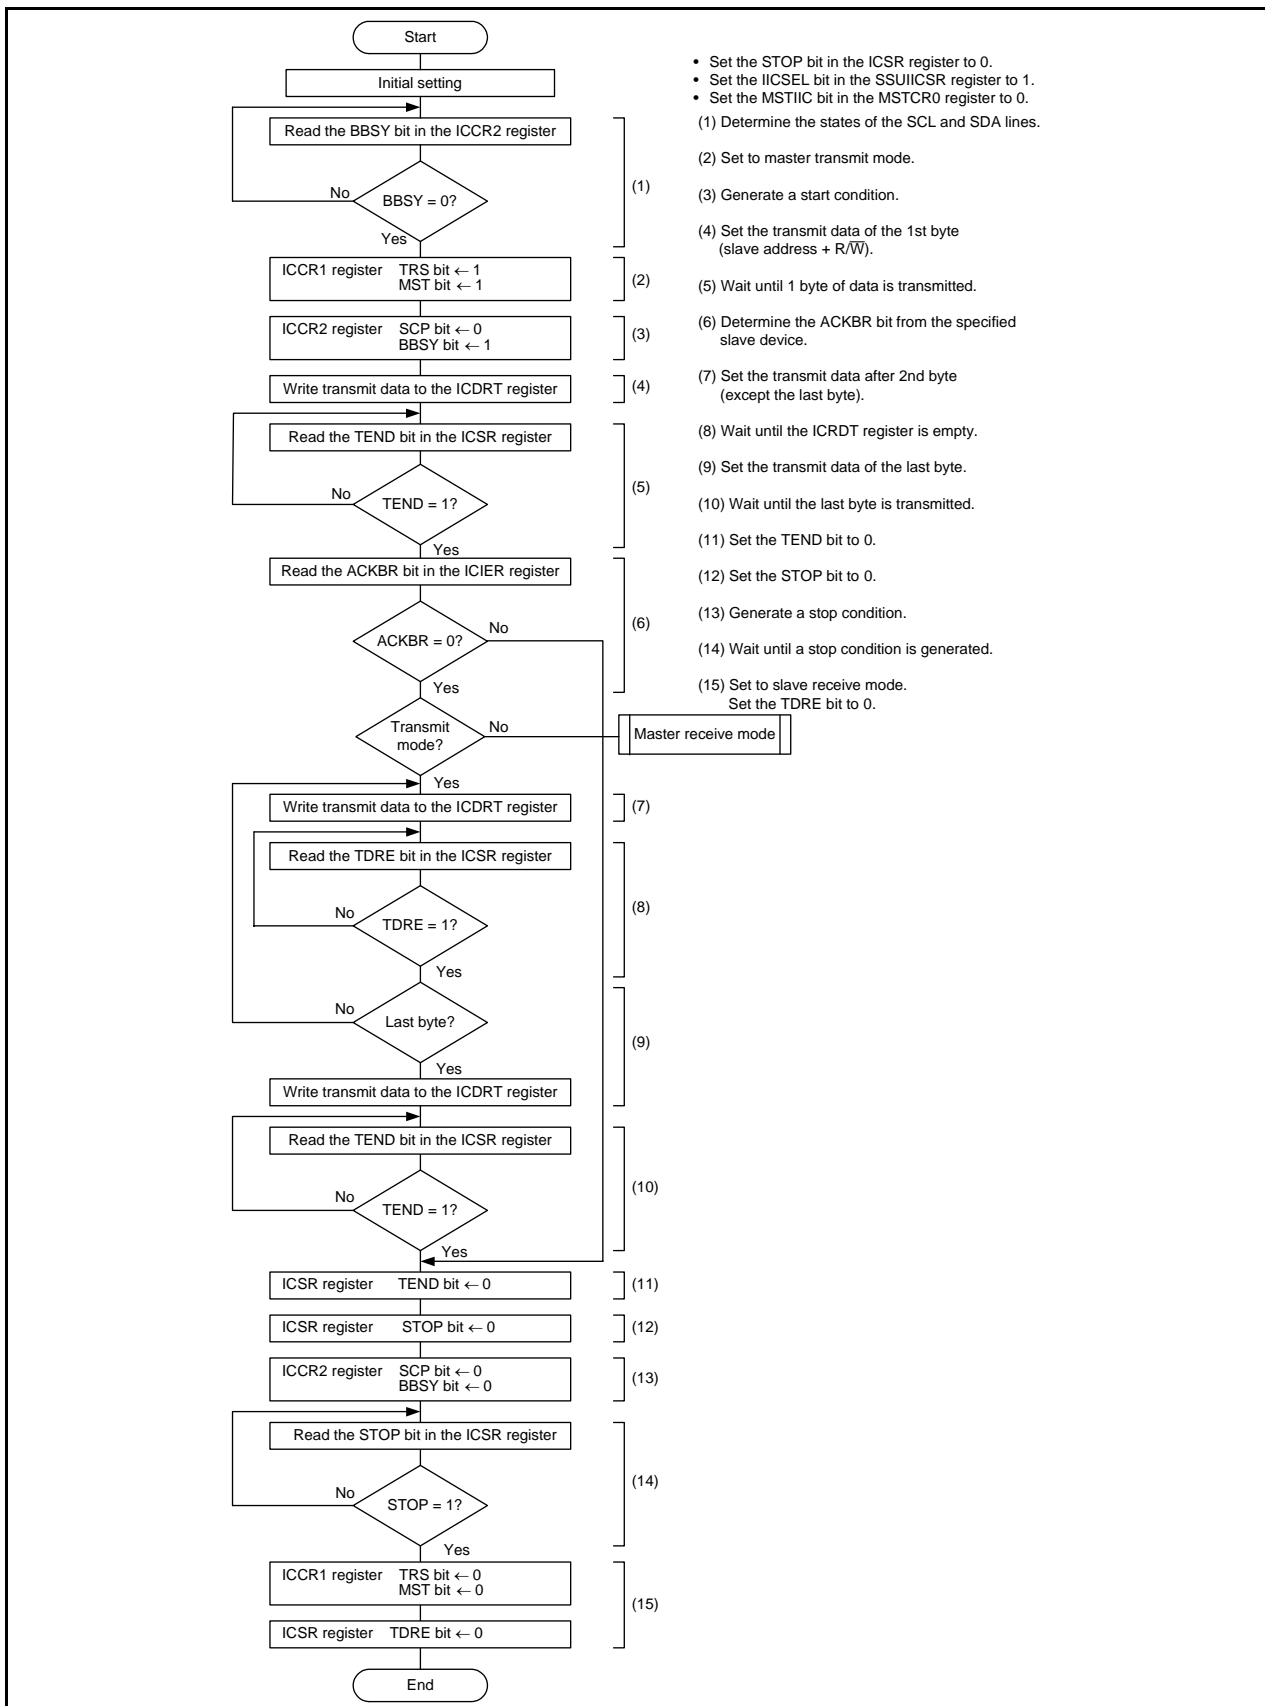 Start
Initial setting
• Set the STOP bit in the ICSR register to 0.
• Set the IICSEL bit in the SSUIICSR register to 1.
• Set the MSTIIC bit in the MSTCR0 register to 0.
Read the BBSY bit in the ICCR2 register
No
BBSY = 0?
Yes
(1)
ICCR1 register TRS bit ← 1
MST bit ← 1
(2)
ICCR2 register SCP bit ← 0
BBSY bit ← 1
(3)
Write transmit data to the ICDRT register
(4)
Read the TEND bit in the ICSR register
No
TEND = 1?
Yes
(5)
Read the ACKBR bit in the ICIER register
ACKBR = 0?
No
Yes
(6)
Transmit
mode?
No
Master receive mode
Yes
Write transmit data to the ICDRT register
(7)
Read the TDRE bit in the ICSR register
No
TDRE = 1?
Yes
(8)
No
Last byte?
Yes
(9)
Write transmit data to the ICDRT register
Read the TEND bit in the ICSR register
No
TEND = 1?
Yes
(10)
ICSR register TEND bit ← 0
(11)
ICSR register STOP bit ← 0
(12)
ICCR2 register SCP bit ← 0
BBSY bit ← 0
(13)
Read the STOP bit in the ICSR register
No
STOP = 1?
Yes
(14)
ICCR1 register TRS bit ← 0
MST bit ← 0
(15)
ICSR register TDRE bit ← 0
End
(1) Determine the states of the SCL and SDA lines.
(2) Set to master transmit mode.
(3) Generate a start condition.
(4) Set the transmit data of the 1st byte
(slave address + R/W̅).
(5) Wait until 1 byte of data is transmitted.
(6) Determine the ACKBR bit from the specified
slave device.
(7) Set the transmit data after 2nd byte
(except the last byte).
(8) Wait until the ICRDT register is empty.
(9) Set the transmit data of the last byte.
(10) Wait until the last byte is transmitted.
(11) Set the TEND bit to 0.
(12) Set the STOP bit to 0.
(13) Generate a stop condition.
(14) Wait until a stop condition is generated.
(15) Set to slave receive mode.
Set the TDRE bit to 0.